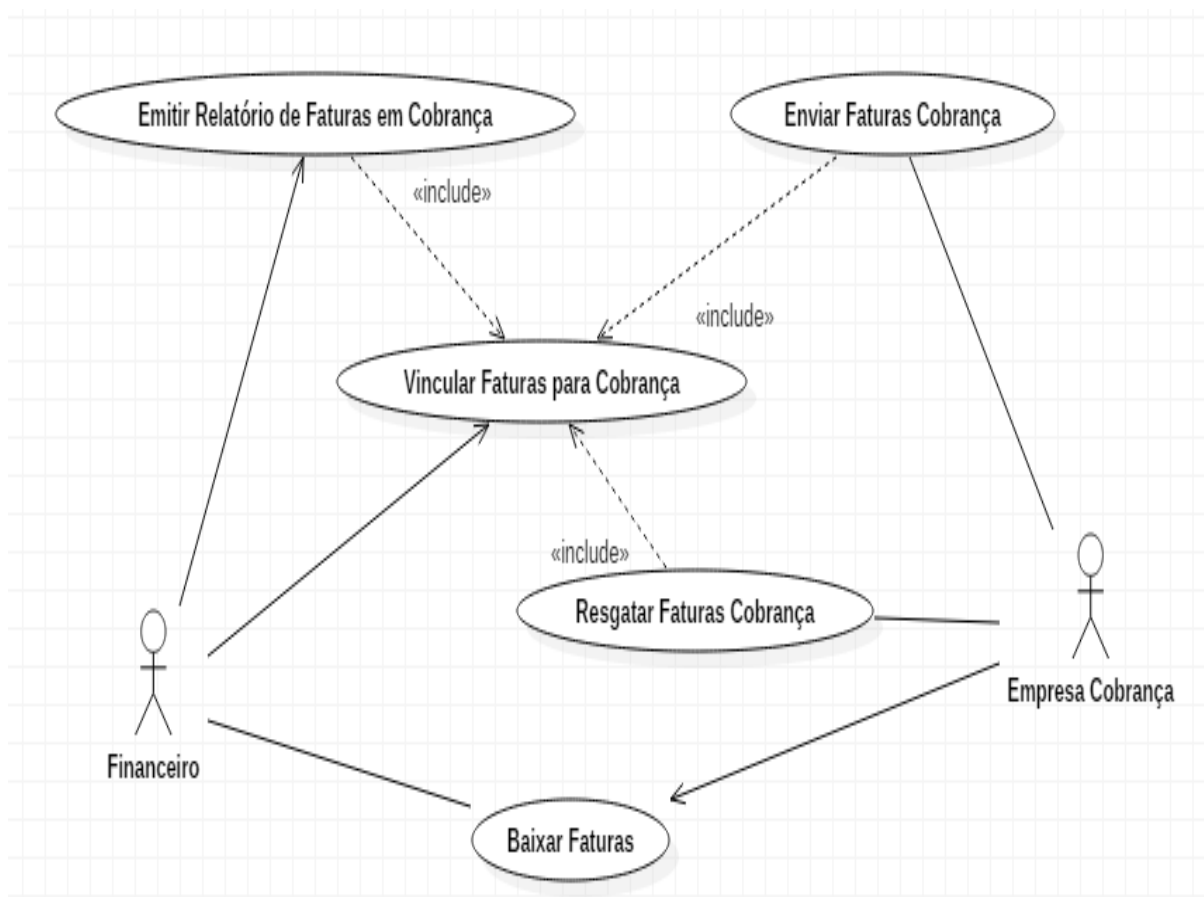 Emitir Relatório de Faturas em Cobrança
Enviar Faturas Cobrança
«include»
«include»
Vincular Faturas para Cobrança
«include»
Resgatar Faturas Cobrança
Empresa Cobrança
Financeiro
Baixar Faturas